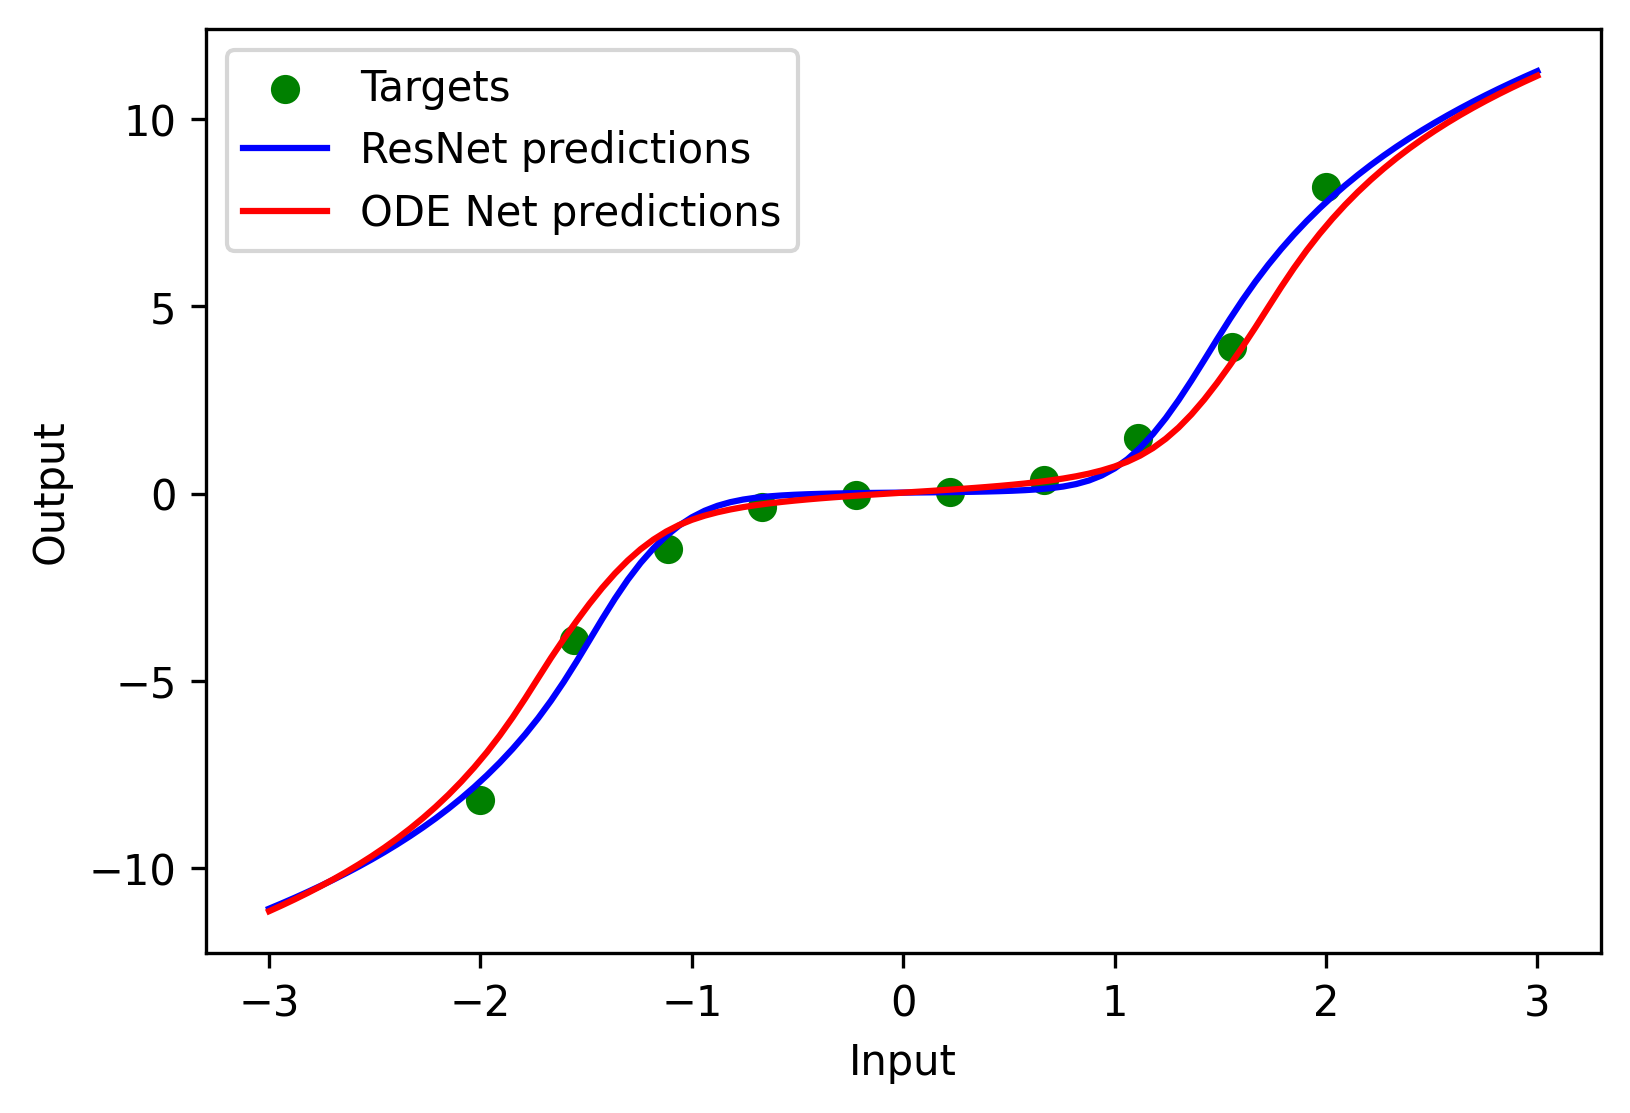 Targets
ResNet predictions
ODE Net predictions
10
5
0
−5
−10
Output
−3 −2 −1 0 1 2 3
Input